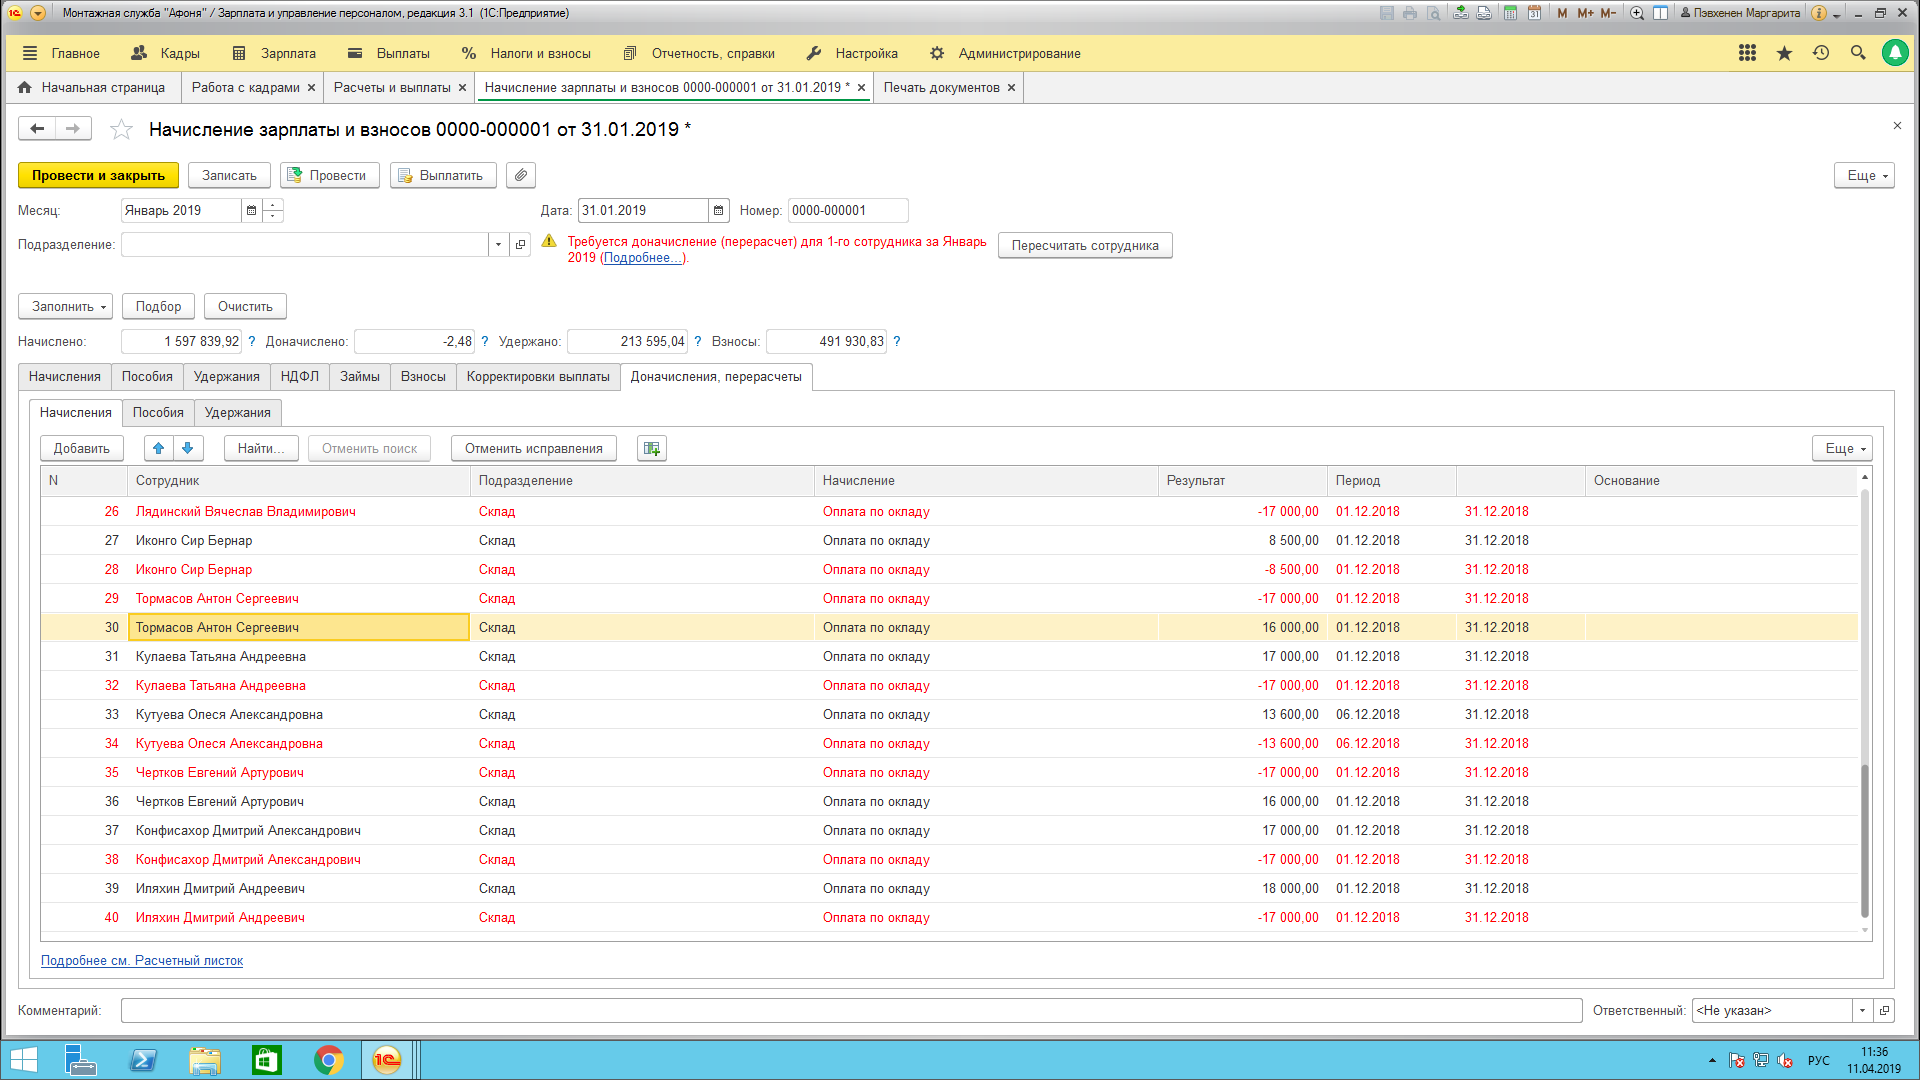 Монтажная служба "Афоня" / Зарплата и управление персоналом, редакция 3.1 (1С:Предприятие)
M M+ M- Пэвхенен Маргарита
Главное Кадры Зарплата Выплаты Налоги и взносы Отчетность, справки Настройка Администрирование
Начальная страница Работа с кадрами × Расчеты и выплаты × Начисление зарплаты и взносов 0000-000001 от 31.01.2019 * × Печать документов ×
Начисление зарплаты и взносов 0000-000001 от 31.01.2019 *
Провести и закрыть Записать Провести Выплатить Еще
Месяц: Январь 2019 Дата: 31.01.2019 Номер: 0000-000001
Подразделение: Требуется доначисление (перерасчет) для 1-го сотрудника за Январь Пересчитать сотрудника
2019 (Подробнее...).
Заполнить Подбор Очистить
Начислено: 1 597 839,92 ? Доначислено: -2,48 ? Удержано: 213 595,04 ? Взносы: 491 930,83 ?
Начисления Пособия Удержания НДФЛ Займы Взносы Корректировки выплаты Доначисления, перерасчеты
Начисления Пособия Удержания
Добавить Найти... Отменить поиск Отменить исправления Еще
N Сотрудник Подразделение Начисление Результат Период Основание
26 Лядинский Вячеслав Владимирович Склад Оплата по окладу -17 000,00 01.12.2018 31.12.2018
27 Иконго Сир Бернар Склад Оплата по окладу 8 500,00 01.12.2018 31.12.2018
28 Иконго Сир Бернар Склад Оплата по окладу -8 500,00 01.12.2018 31.12.2018
29 Тормасов Антон Сергеевич Склад Оплата по окладу -17 000,00 01.12.2018 31.12.2018
30 Тормасов Антон Сергеевич Склад Оплата по окладу 16 000,00 01.12.2018 31.12.2018
31 Кулаева Татьяна Андреевна Склад Оплата по окладу 17 000,00 01.12.2018 31.12.2018
32 Кулаева Татьяна Андреевна Склад Оплата по окладу -17 000,00 01.12.2018 31.12.2018
33 Кутуева Олеся Александровна Склад Оплата по окладу 13 600,00 06.12.2018 31.12.2018
34 Кутуева Олеся Александровна Склад Оплата по окладу -13 600,00 06.12.2018 31.12.2018
35 Чертков Евгений Артурович Склад Оплата по окладу -17 000,00 01.12.2018 31.12.2018
36 Чертков Евгений Артурович Склад Оплата по окладу 16 000,00 01.12.2018 31.12.2018
37 Конфисахор Дмитрий Александрович Склад Оплата по окладу 17 000,00 01.12.2018 31.12.2018
38 Конфисахор Дмитрий Александрович Склад Оплата по окладу -17 000,00 01.12.2018 31.12.2018
39 Иляхин Дмитрий Андреевич Склад Оплата по окладу 18 000,00 01.12.2018 31.12.2018
40 Иляхин Дмитрий Андреевич Склад Оплата по окладу -17 000,00 01.12.2018 31.12.2018
Подробнее см. Расчетный листок
Комментарий: Ответственный: <Не указан>
РУС 11:36
11.04.2019